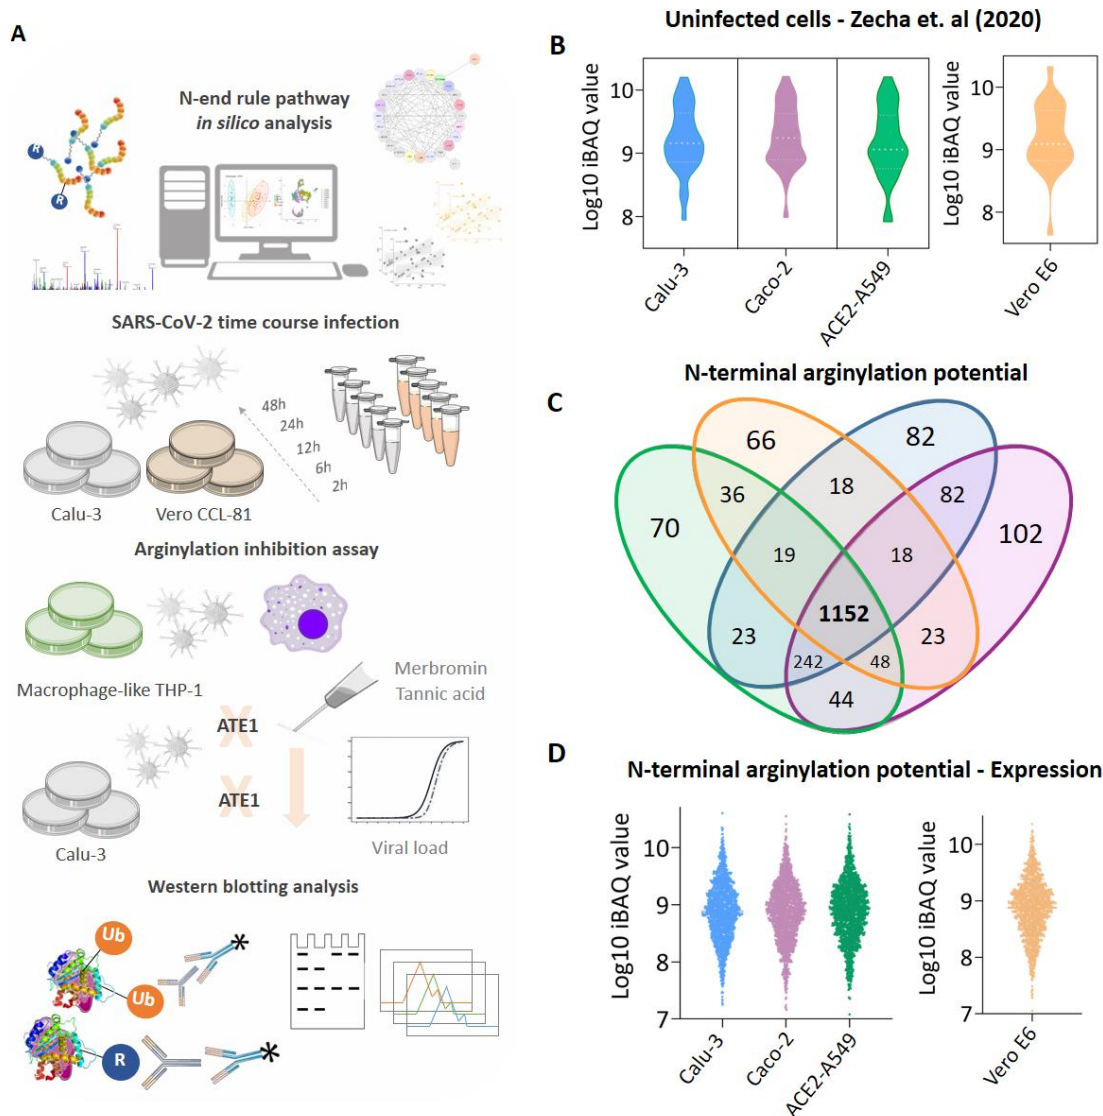 A
N-end rule pathway
in silico analysis
R
R
SARS-CoV-2 time course infection
48h
24h
12h
6h
2h
Calu-3
Vero CCL-81
Arginylation inhibition assay
Macrophage-like THP-1
Merbromin
Tannic acid
X
ATE1
X
ATE1
Calu-3
Viral load
Western blotting analysis
Ub
Ub
*
R
*
Uninfected cells - Zecha et. al (2020)
B
Log10 iBAQ value
10
9
8
Calu-3
Caco-2
ACE2-A549
Log10 iBAQ value
10
9
8
Vero E6
N-terminal arginylation potential
C
66
82
36
18
82
70
102
19
18
1152
23
23
242
48
44
D
N-terminal arginylation potential - Expression
Log10 iBAQ value
10
9
8
7
Calu-3
Caco-2
ACE2-A549
Log10 iBAQ value
10
9
8
7
Vero E6